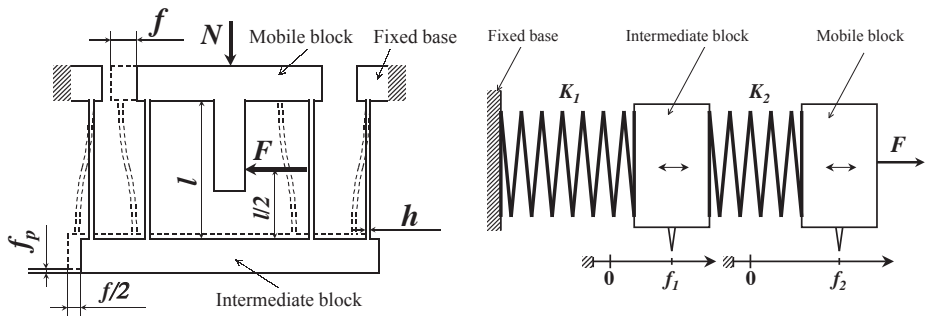 f
N
Mobile block
Fixed base
F
l
l/2
h
f_p
f/2
Intermediate block
Fixed base
Intermediate block
Mobile block
K_1
K_2
F
0
f_1
0
f_2